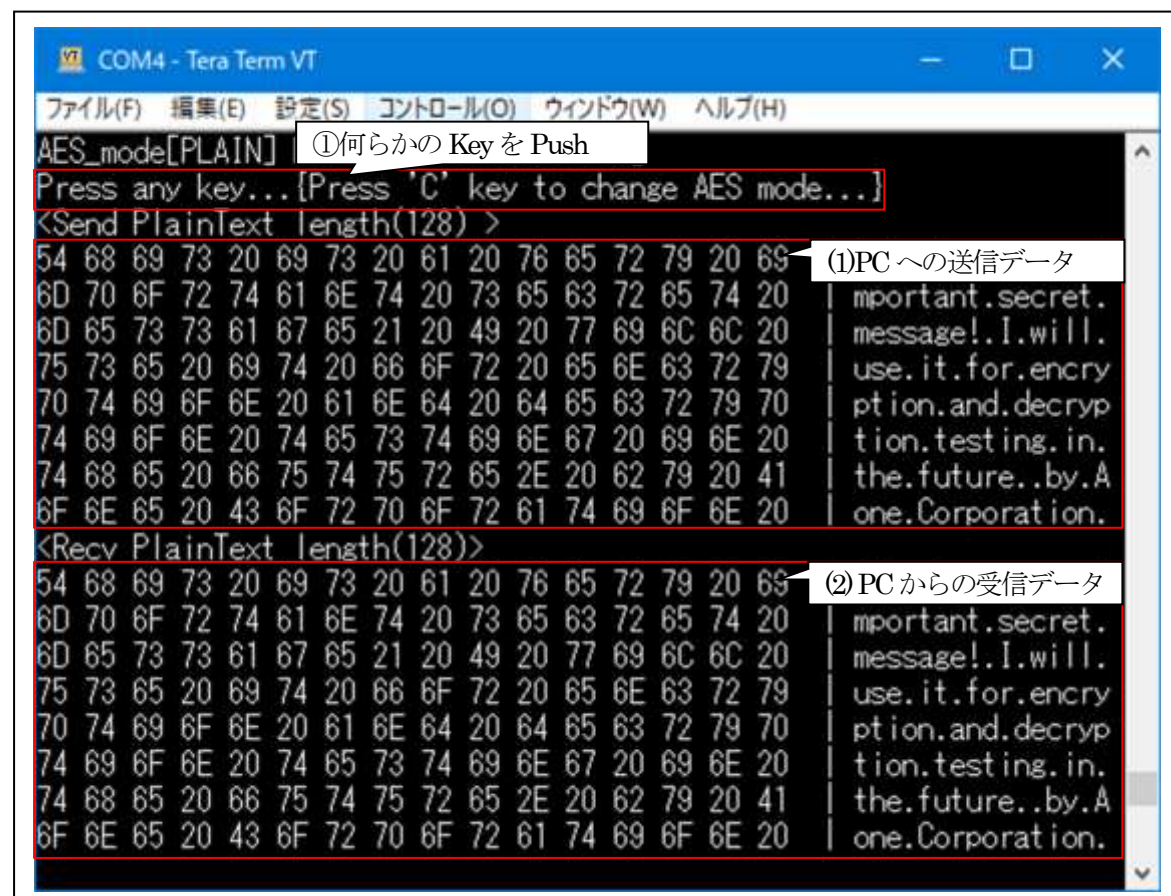 COM4 - Tera Term VT
ファイル(F) 編集(E) 設定(S) コントロール(O) ウィンドウ(W) ヘルプ(H)
AES_mode[PLAIN]
①何らかの Key を Push
Press any key...{Press 'C' key to change AES mode...}
<Send PlainText length(128) >
54 68 69 73 20 69 73 20 61 20 76 65 72 79 20 69
(1)PC への送信データ
6D 70 6F 72 74 61 6E 74 20 73 65 63 72 65 74 20 | mportant.secret.
6D 65 73 73 61 67 65 21 20 49 20 77 69 6C 6C 20 | message!.I.will.
75 73 65 20 69 74 20 66 6F 72 20 65 6E 63 72 79 | use.it.for.encry
70 74 69 6F 6E 20 61 6E 64 20 64 65 63 72 79 70 | ption.and.decryp
74 69 6F 6E 20 74 65 73 74 69 6E 67 20 69 6E 20 | tion.testing.in.
74 68 65 20 66 75 74 75 72 65 2E 20 62 79 20 41 | the.future..by.A
6F 6E 65 20 43 6F 72 70 6F 72 61 74 69 6F 6E 20 | one.Corporation.
<Recv PlainText length(128)>
54 68 69 73 20 69 73 20 61 20 76 65 72 79 20 69
(2) PC からの受信データ
6D 70 6F 72 74 61 6E 74 20 73 65 63 72 65 74 20 | mportant.secret.
6D 65 73 73 61 67 65 21 20 49 20 77 69 6C 6C 20 | message!.I.will.
75 73 65 20 69 74 20 66 6F 72 20 65 6E 63 72 79 | use.it.for.encry
70 74 69 6F 6E 20 61 6E 64 20 64 65 63 72 79 70 | ption.and.decryp
74 69 6F 6E 20 74 65 73 74 69 6E 67 20 69 6E 20 | tion.testing.in.
74 68 65 20 66 75 74 75 72 65 2E 20 62 79 20 41 | the.future..by.A
6F 6E 65 20 43 6F 72 70 6F 72 61 74 69 6F 6E 20 | one.Corporation.